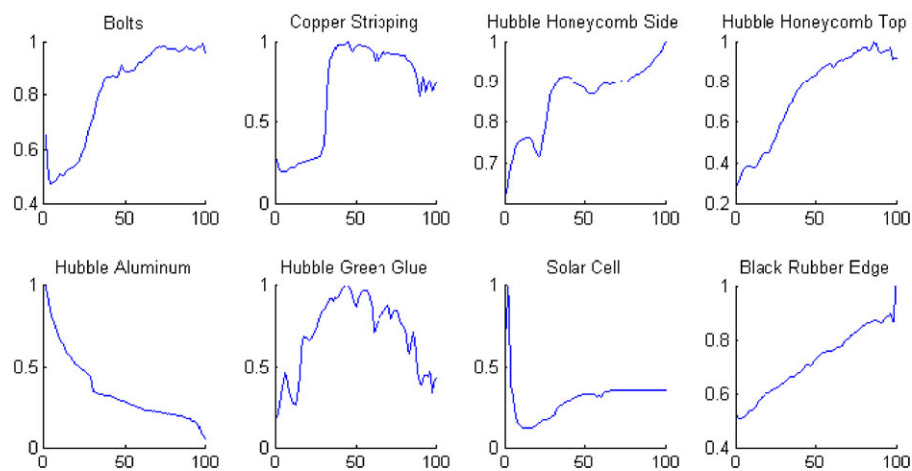 Bolts
Copper Stripping
Hubble Honeycomb Side
Hubble Honeycomb Top
1
0.8
0.6
0.4
0 50 100
1
0.5
0
0 50 100
1
0.9
0.8
0.7
0 50 100
1
0.8
0.6
0.4
0.2
0 50 100
Hubble Aluminum
Hubble Green Glue
Solar Cell
Black Rubber Edge
1
0.5
0
0 50 100
1
0.5
0
0 50 100
1
0.5
0
0 50 100
1
0.8
0.6
0.4
0 50 100